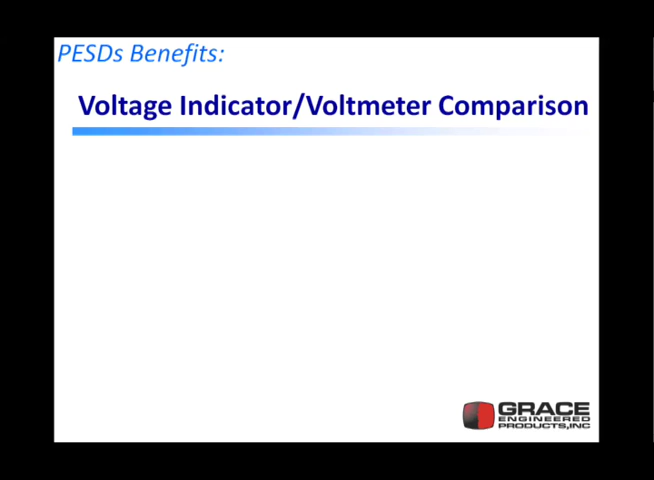 PESDs Benefits:
Voltage Indicator/Voltmeter Comparison
GRACE
ENGINEERED
PRODUCTS,INC